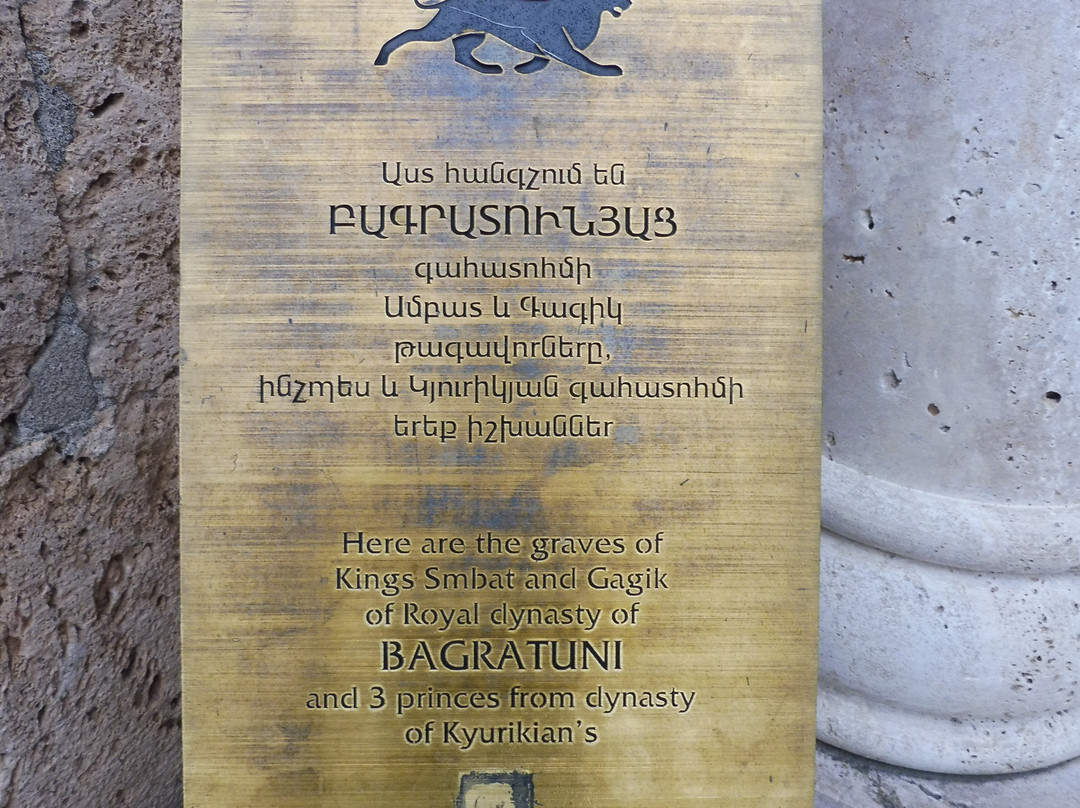 Աստ հանգչում են
ԲԱԳՐԱՏՈՒՆՅԱՑ
գահատոհմի
Սմբատ և Գագիկ
թագավորները,
ինչպես և Կյուրիկյան գահատոհմի
երեք իշխաններ
Here are the graves of
Kings Smbat and Gagik
of Royal dynasty of
BAGRATUNI
and 3 princes from dynasty
of Kyurikian's